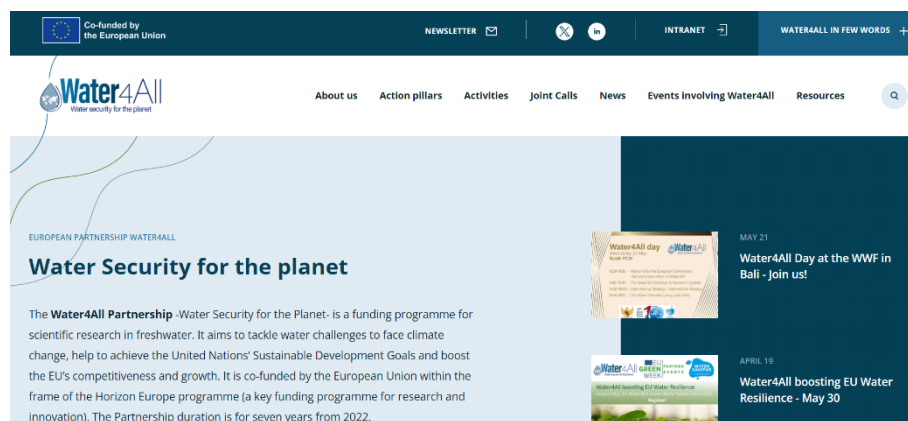 Co-funded by
the European Union
NEWSLETTER
in
INTRANET
WATER4ALL IN FEW WORDS +
Water4All
Water security for the planet
About us
Action pillars
Activities
Joint Calls
News
Events involving Water4All
Resources
EUROPEAN PARTNERSHIP WATER4ALL
Water Security for the planet
The Water4All Partnership -Water Security for the Planet- is a funding programme for
scientific research in freshwater. It aims to tackle water challenges to face climate
change, help to achieve the United Nations' Sustainable Development Goals and boost
the EU's competitiveness and growth. It is co-funded by the European Union within the
frame of the Horizon Europe programme (a key funding programme for research and
innovation). The Partnership duration is for seven years from 2022.
Water4All day
Water4All
MAY 21
Water4All Day at the WWF in
Bali - Join us!
Water4All
EU
GREEN
WEEK
PARTNER
EVENTS
Water4All boosting EU Water Resilience
APRIL 19
Water4All boosting EU Water
Resilience - May 30